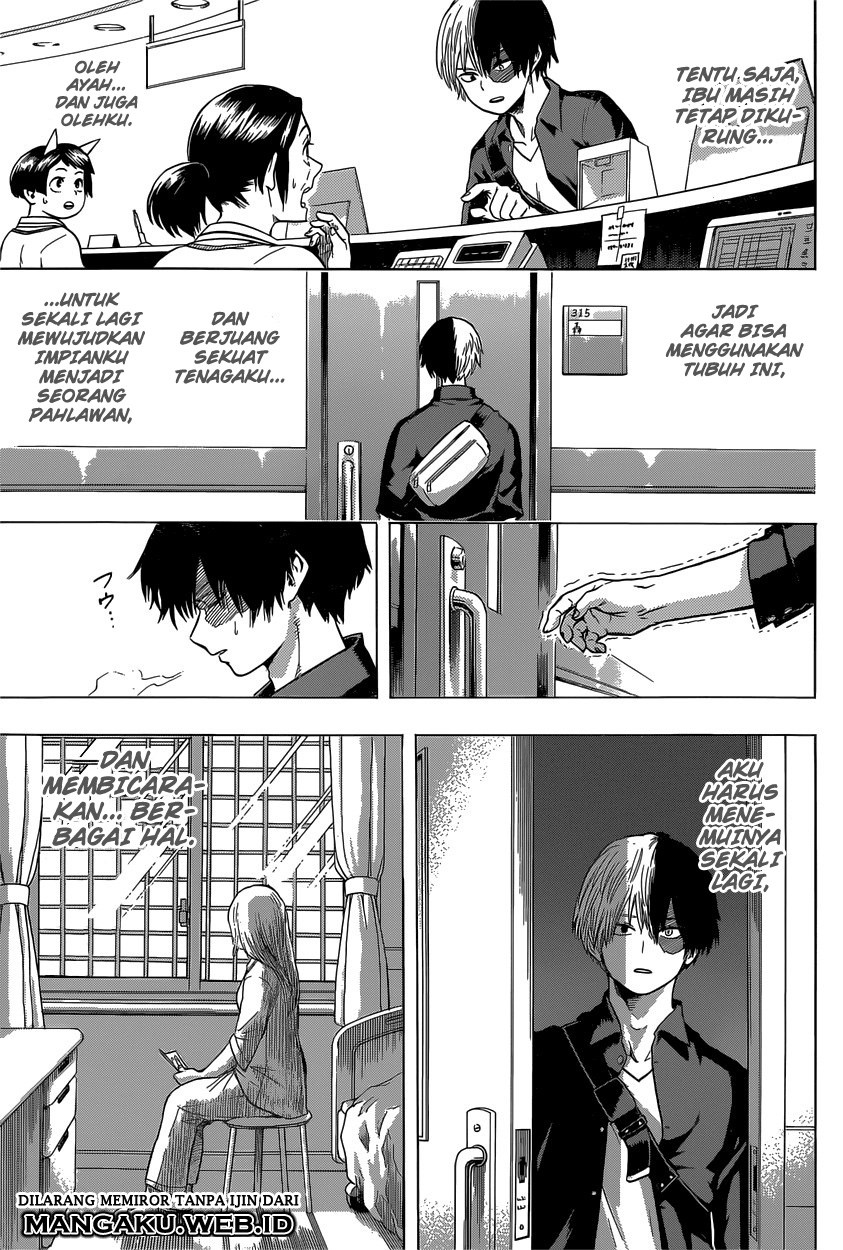 TENTU SAJA,
IBU MASIH
TETAP DIKU-
RUNG...
OLEH
AYAH...
DAN JUGA
OLEHKU.
JADI
AGAR BISA
MENGGUNAKAN
TUBUH INI,
315
DAN
BERJUANG
SEKUAT
TENAGAKU...
...UNTUK
SEKALI LAGI
MEWUJUDKAN
IMPIANKU
MENJADI
SEORANG
PAHLAWAN,
フゥ...
AKU
HARUS
MENE-
MUINYA
SEKALI
LAGI,
DAN
MEMBICARA-
KAN... BER-
BAGAI HAL.
DILARANG MEMIROR TANPA IJIN DARI
MANGAKU.WEB.ID